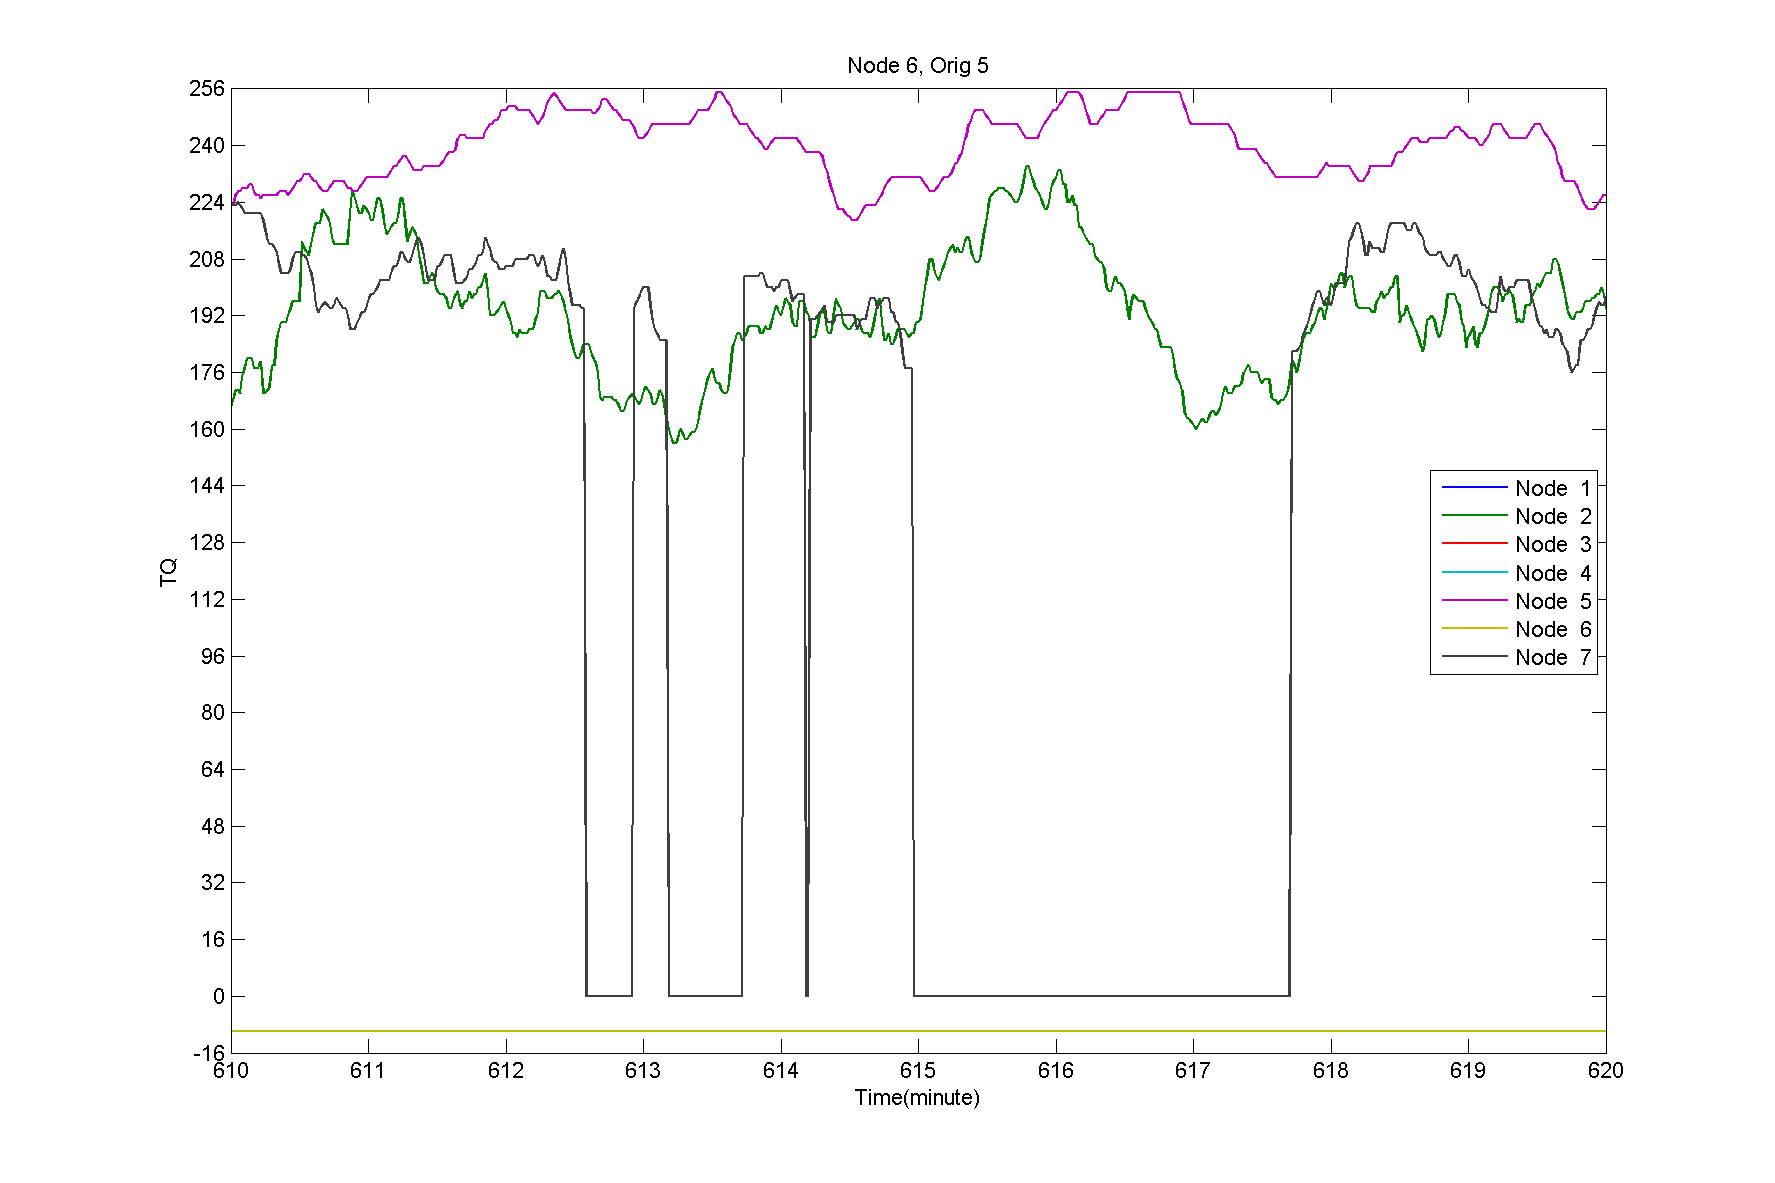 Node 6, Orig 5
256
240
224
208
192
176
160
144
128
112
96
80
64
48
32
16
0
-16
TQ
Node 1
Node 2
Node 3
Node 4
Node 5
Node 6
Node 7
610 611 612 613 614 615 616 617 618 619 620
Time(minute)